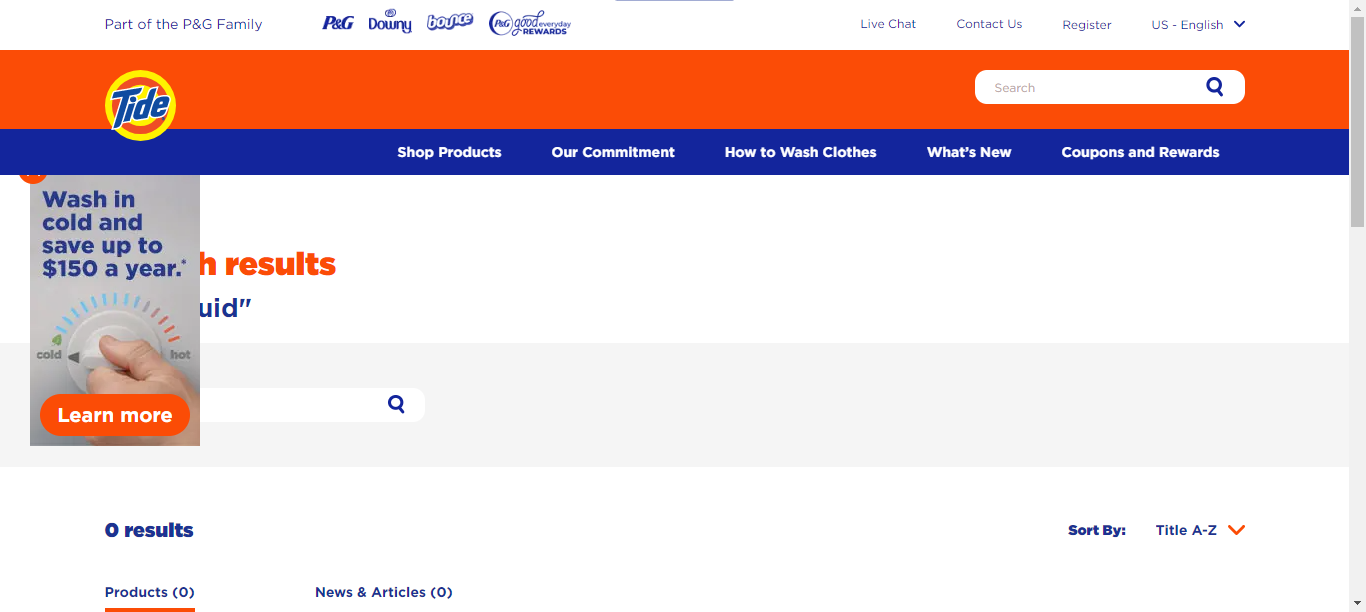 Part of the P&G Family
P&G
Downy
bounce
P&G good everyday REWARDS
Live Chat
Contact Us
Register
US - English
Tide
Search
Shop Products
Our Commitment
How to Wash Clothes
What's New
Coupons and Rewards
Wash in
cold and
save up to
$150 a year.*
h results
uid"
cold
hot
Learn more
0 results
Sort By:
Title A-Z
Products (0)
News & Articles (0)